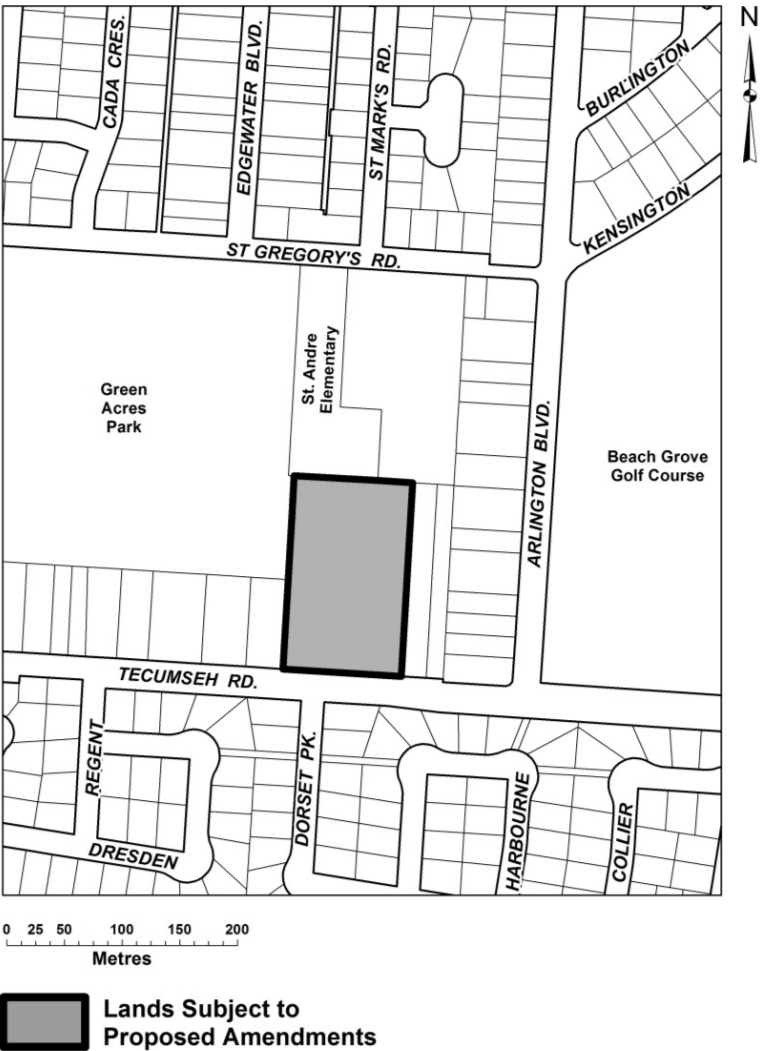 N
CADA CRES.
EDGEWATER BLVD.
ST MARK'S RD.
BURLINGTON
KENSINGTON
ST GREGORY'S RD.
St. Andre
Elementary
Green
Acres
Park
ARLINGTON BLVD.
Beach Grove
Golf Course
TECUMSEH RD.
REGENT
DORSET PK.
HARBOURNE
COLLIER
DRESDEN
0 25 50 100 150 200
Metres
Lands Subject to
Proposed Amendments